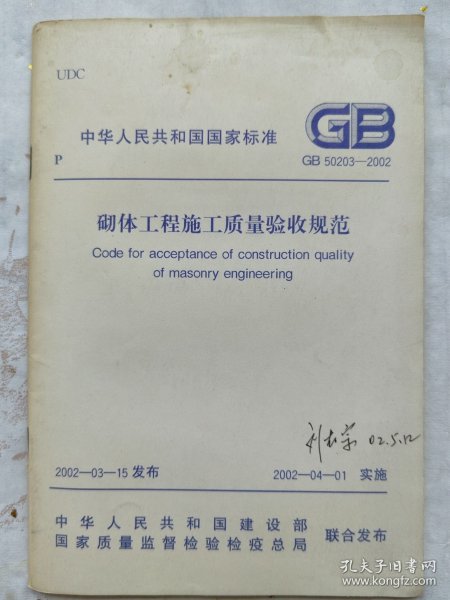 UDC
中华人民共和国国家标准
GB
P
GB 50203—2002
砌体工程施工质量验收规范
Code for acceptance of construction quality
of masonry engineering
02.5.12
2002—03—15 发布
2002—04—01 实施
中华人民共和国建设部
国家质量监督检验检疫总局
联合发布
孔夫子旧书网
www.kongfz.com